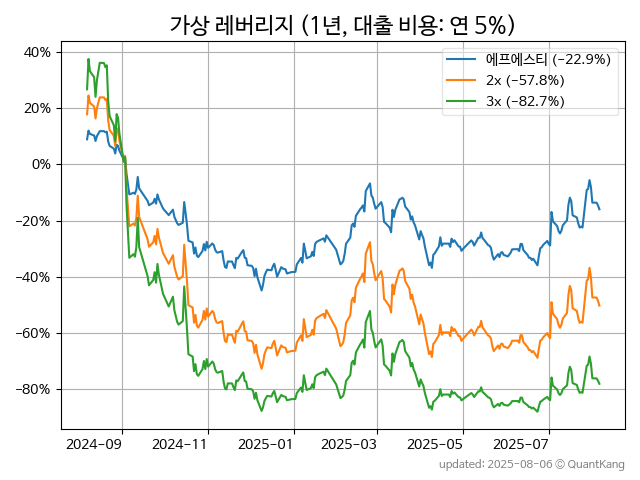 가상 레버리지 (1년, 대출 비용: 연 5%)
에프에스티 (−22.9%)
2x (−57.8%)
3x (−82.7%)
40%
20%
0%
−20%
−40%
−60%
−80%
2024-09 2024-11 2025-01 2025-03 2025-05 2025-07
updated: 2025-08-06 © QuantKang